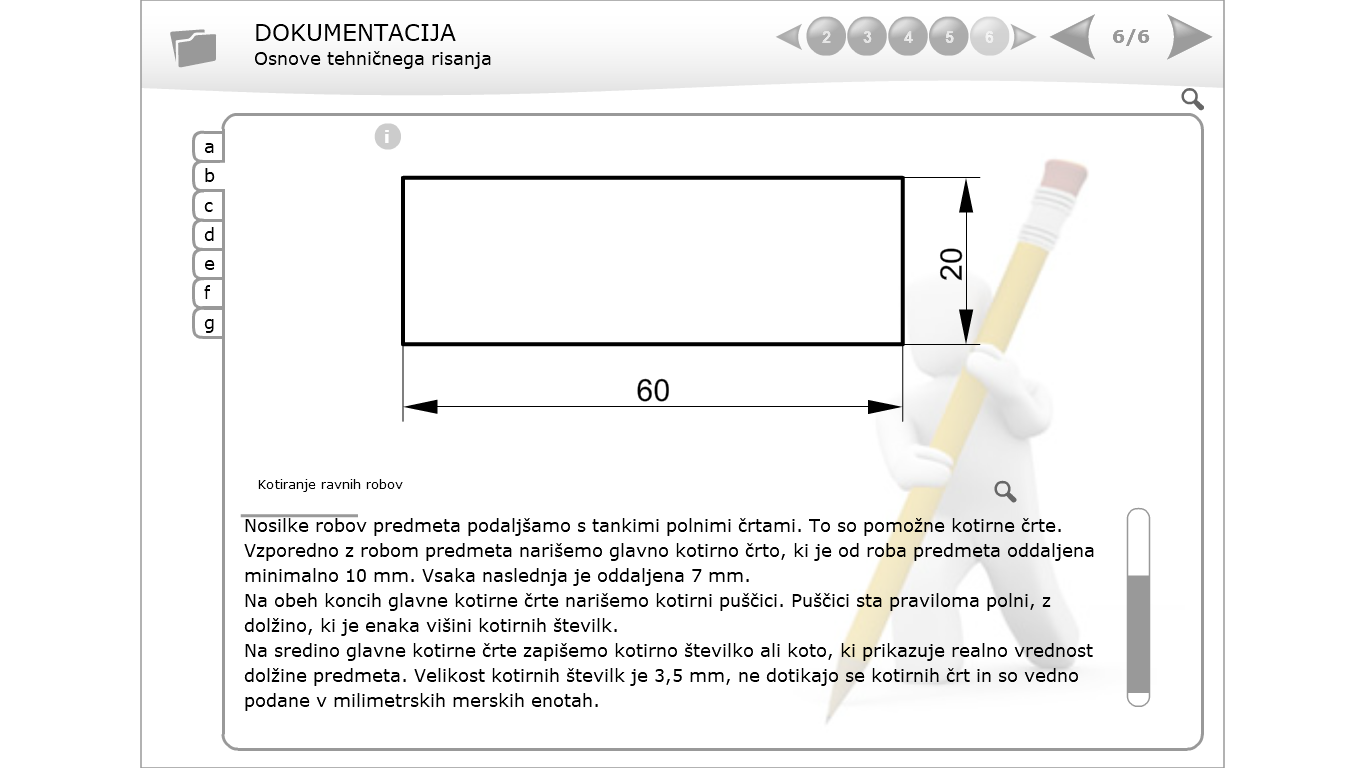 DOKUMENTACIJA
Osnove tehničnega risanja
2 3 4 5 6
6/6
i
a
b
c
d
e
f
g
20
60
Kotiranje ravnih robov
Nosilke robov predmeta podaljšamo s tankimi polnimi črtami. To so pomožne kotirne črte.
Vzporedno z robom predmeta narišemo glavno kotirno črto, ki je od roba predmeta oddaljena
minimalno 10 mm. Vsaka naslednja je oddaljena 7 mm.
Na obeh koncih glavne kotirne črte narišemo kotirni puščici. Puščici sta praviloma polni, z
dolžino, ki je enaka višini kotirnih številk.
Na sredino glavne kotirne črte zapišemo kotirno številko ali koto, ki prikazuje realno vrednost
dolžine predmeta. Velikost kotirnih številk je 3,5 mm, ne dotikajo se kotirnih črt in so vedno
podane v milimetrskih merskih enotah.